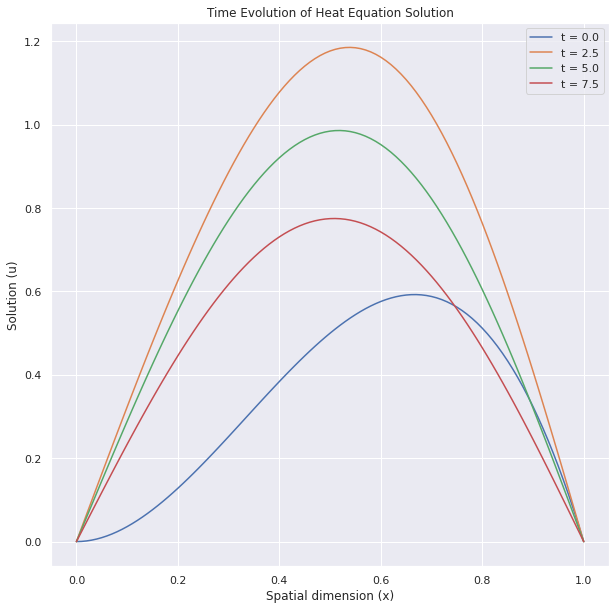 Time Evolution of Heat Equation Solution
t = 0.0
t = 2.5
t = 5.0
t = 7.5
1.2
1.0
0.8
0.6
0.4
0.2
0.0
Solution (u)
0.0 0.2 0.4 0.6 0.8 1.0
Spatial dimension (x)